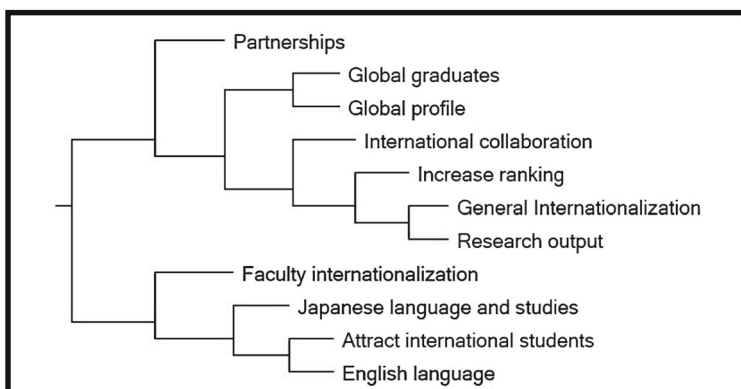 Partnerships
Global graduates
Global profile
International collaboration
Increase ranking
General Internationalization
Research output
Faculty internationalization
Japanese language and studies
Attract international students
English language